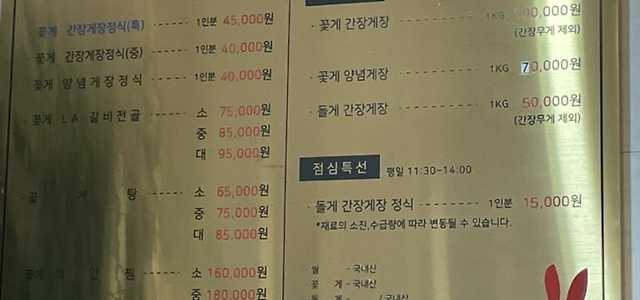 꽃게 간장게장정식(특) 1인분 45,000원
꽃게 간장게장정식(중) 1인분 40,000원
꽃게 양념게장정식 1인분 40,000원
꽃게 LA 갈비전골 소 75,000원
중 85,000원
대 95,000원
꽃게탕 소 65,000원
중 75,000원
대 85,000원
꽃게 소 160,000원
중 180,000원
꽃게 간장게장 1KG 00,000원
(간장무게 제외)
꽃게 양념게장 1KG 70,000원
돌게 간장게장 1KG 50,000원
(간장무게 제외)
점심특선 평일 11:30-14:00
돌게 간장게장 정식 1인분 15,000원
*재료의 소진,수급량에 따라 변동될 수 있습니다.
쌀 - 국내산
꽃게 - 국내산
돌게 - / 국내산